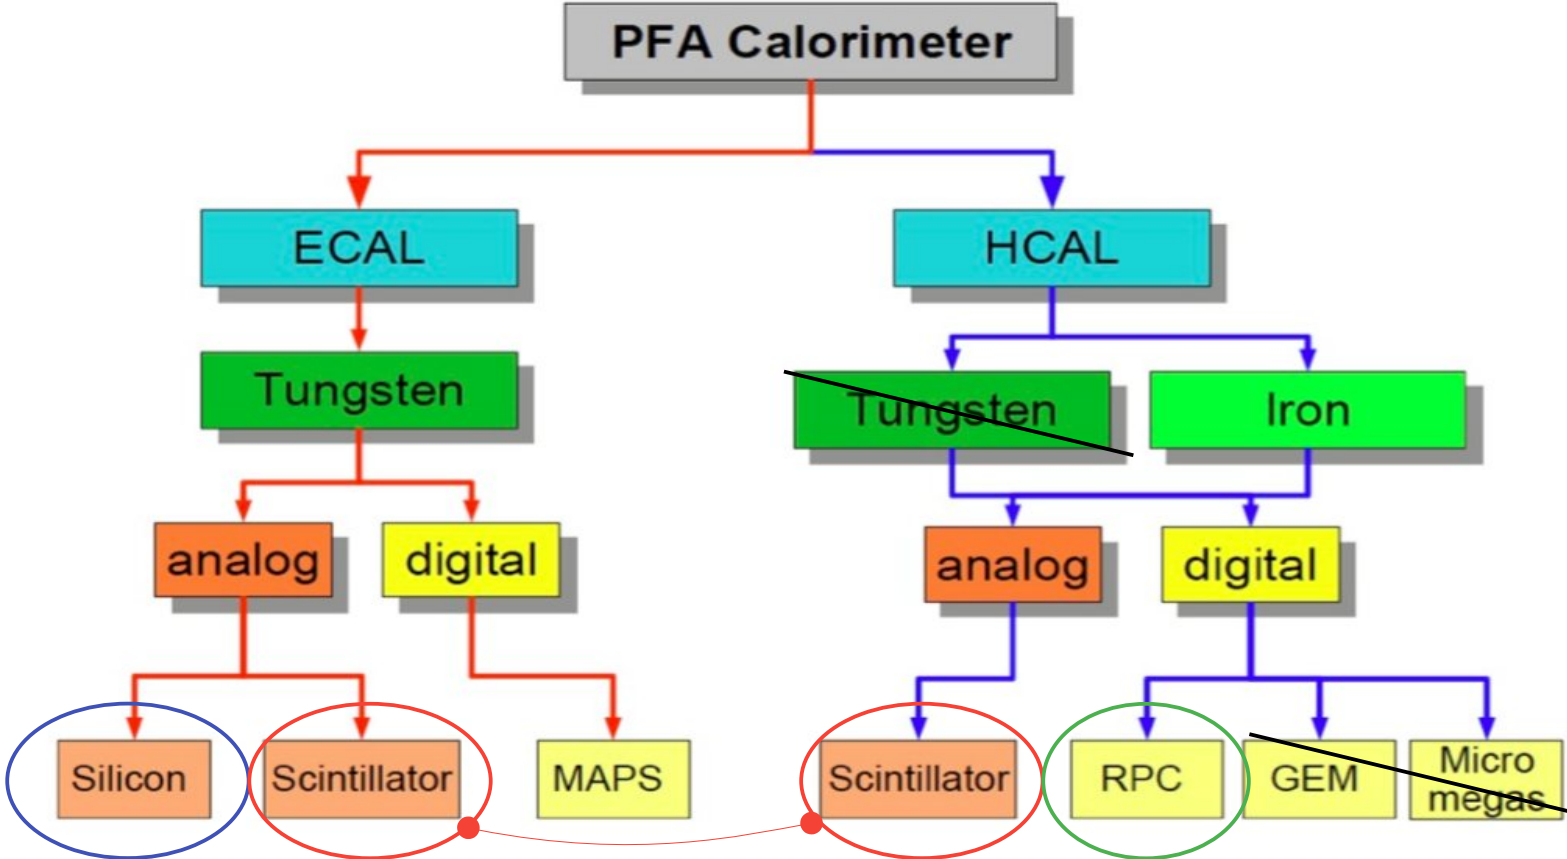 PFA Calorimeter
ECAL
HCAL
Tungsten
Tungsten
Iron
analog
digital
analog
digital
Silicon
Scintillator
MAPS
Scintillator
RPC
GEM
Micro
megas